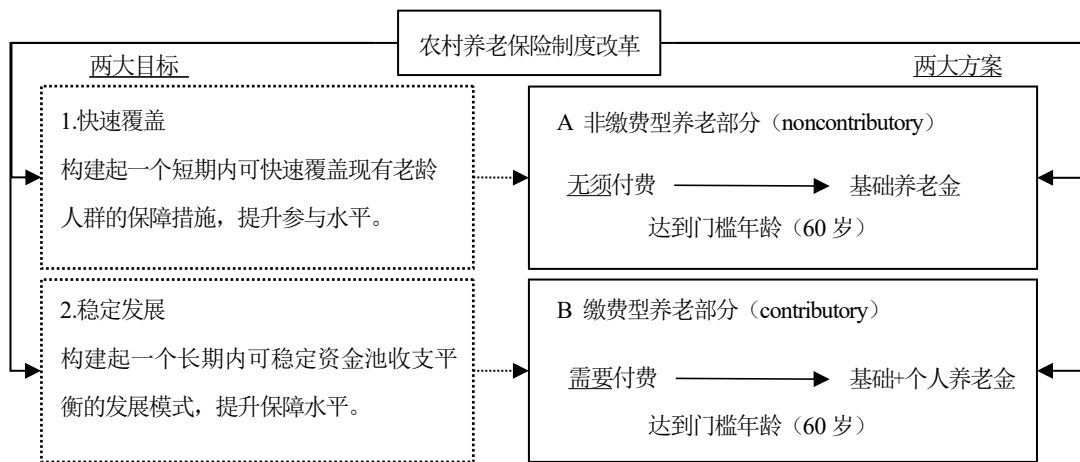 农村养老保险制度改革
两大目标
两大方案
1.快速覆盖
构建起一个短期内可快速覆盖现有老龄
人群的保障措施，提升参与水平。
A 非缴费型养老部分（noncontributory）
无须付费
基础养老金
达到门槛年龄（60 岁）
2.稳定发展
构建起一个长期内可稳定资金池收支平
衡的发展模式，提升保障水平。
B 缴费型养老部分（contributory）
需要付费
基础+个人养老金
达到门槛年龄（60 岁）